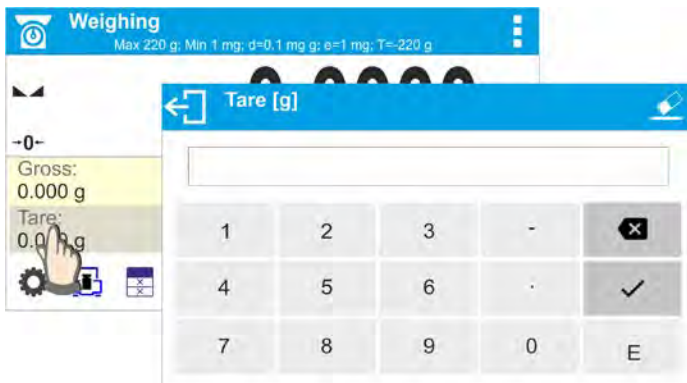 Weighing
Max 220 g; Min 1 mg; d=0.1 mg g; e=1 mg; T=-220 g
→0←
Gross:
0.000 g
Tare:
g
Tare [g]
1 2 3 -
4 5 6 .
7 8 9 0 E